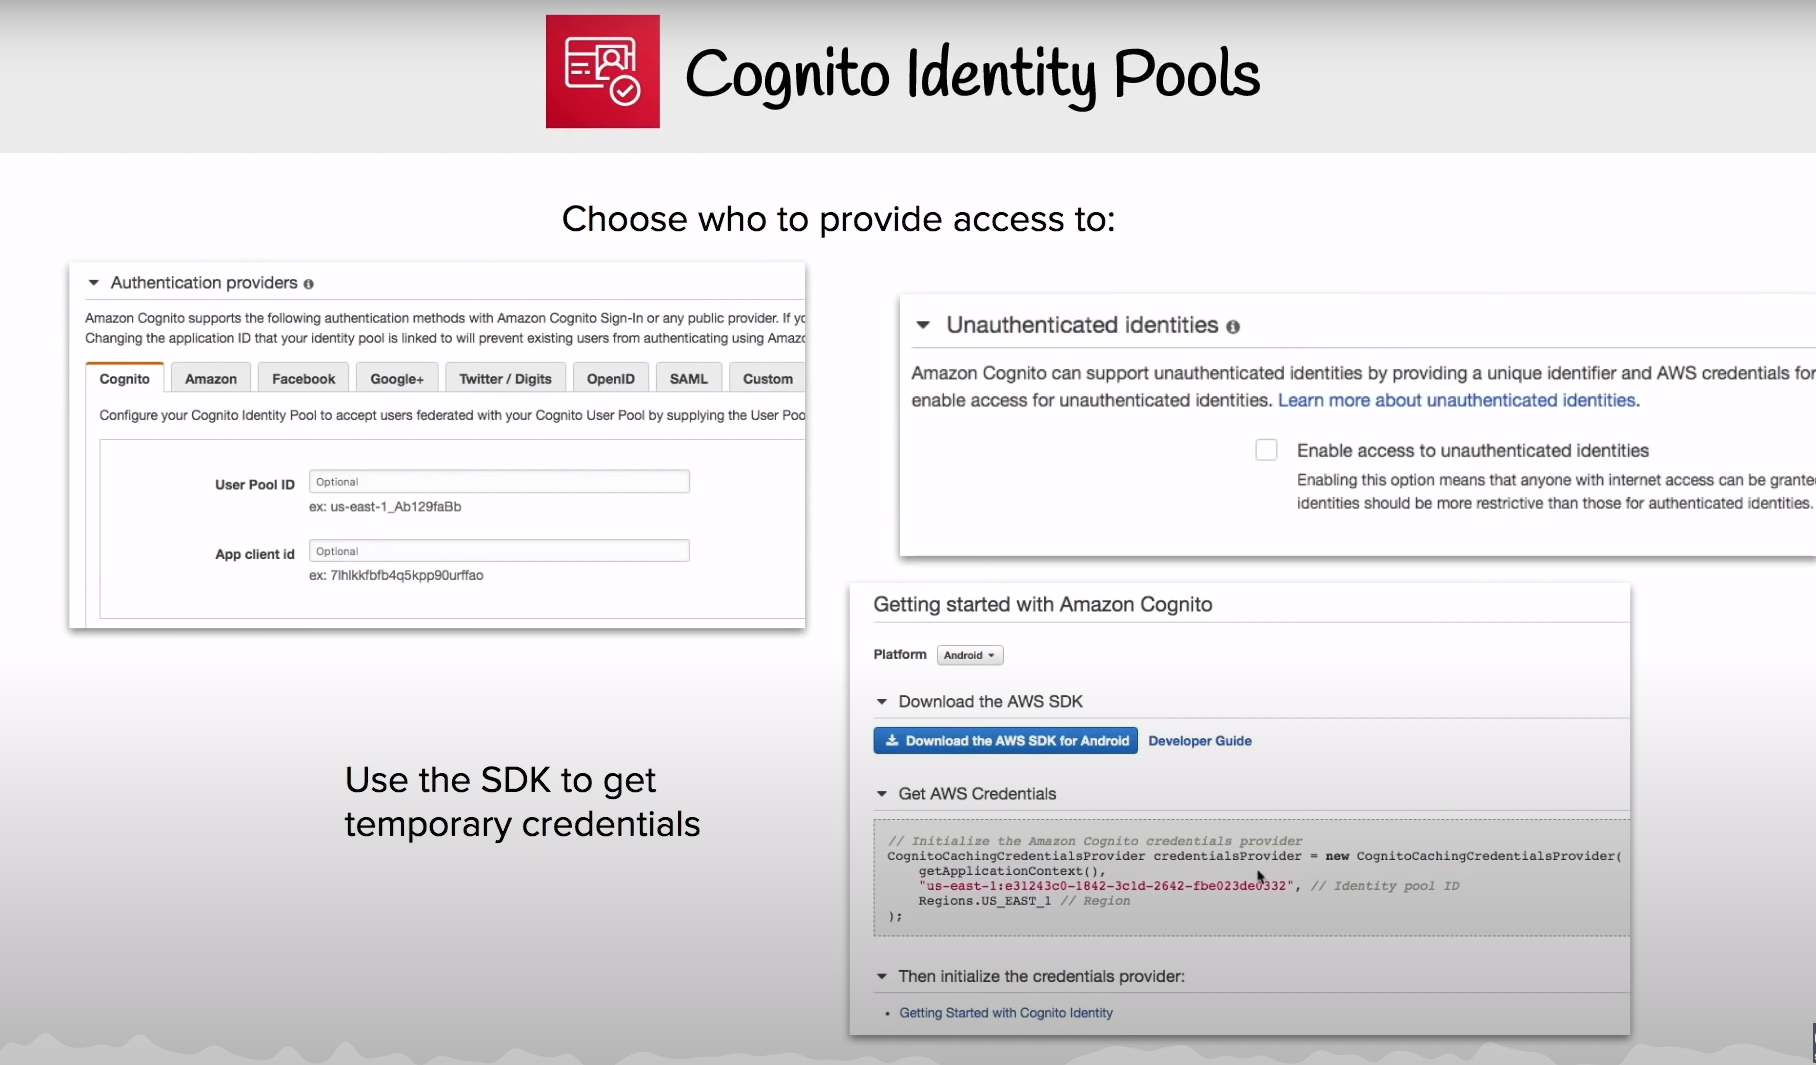 Cognito Identity Pools
Choose who to provide access to:
Authentication providers
Amazon Cognito supports the following authentication methods with Amazon Cognito Sign-In or any public provider. If
Changing the application ID that your identity pool is linked to will prevent existing users from authenticating using
Cognito Amazon Facebook Google+ Twitter / Digits OpenID SAML Custom
Configure your Cognito Identity Pool to accept users federated with your Cognito User Pool by supplying the User
User Pool ID
Optional
ex: us-east-1_Ab129faBb
App client id
Optional
ex: 7lhlkkfbfb4q5kpp90urffao
Unauthenticated identities
Amazon Cognito can support unauthenticated identities by providing a unique identifier and AWS credentials for
enable access for unauthenticated identities. Learn more about unauthenticated identities.
Enable access to unauthenticated identities
Enabling this option means that anyone with internet access can be
identities should be more restrictive than those for authenticated identities.
Use the SDK to get
temporary credentials
Getting started with Amazon Cognito
Platform Android
Download the AWS SDK
Download the AWS SDK for Android Developer Guide
Get AWS Credentials
// Initialize the Amazon Cognito credentials provider
CognitoCachingCredentialsProvider credentialsProvider = new CognitoCachingCredentialsProvider(
getApplicationContext(),
"us-east-1:e31243c0-1842-3c1d-2642-fbe023de0332", // Identity pool ID
Regions.US_EAST_1 // Region
);
Then initialize the credentials provider:
• Getting Started with Cognito Identity